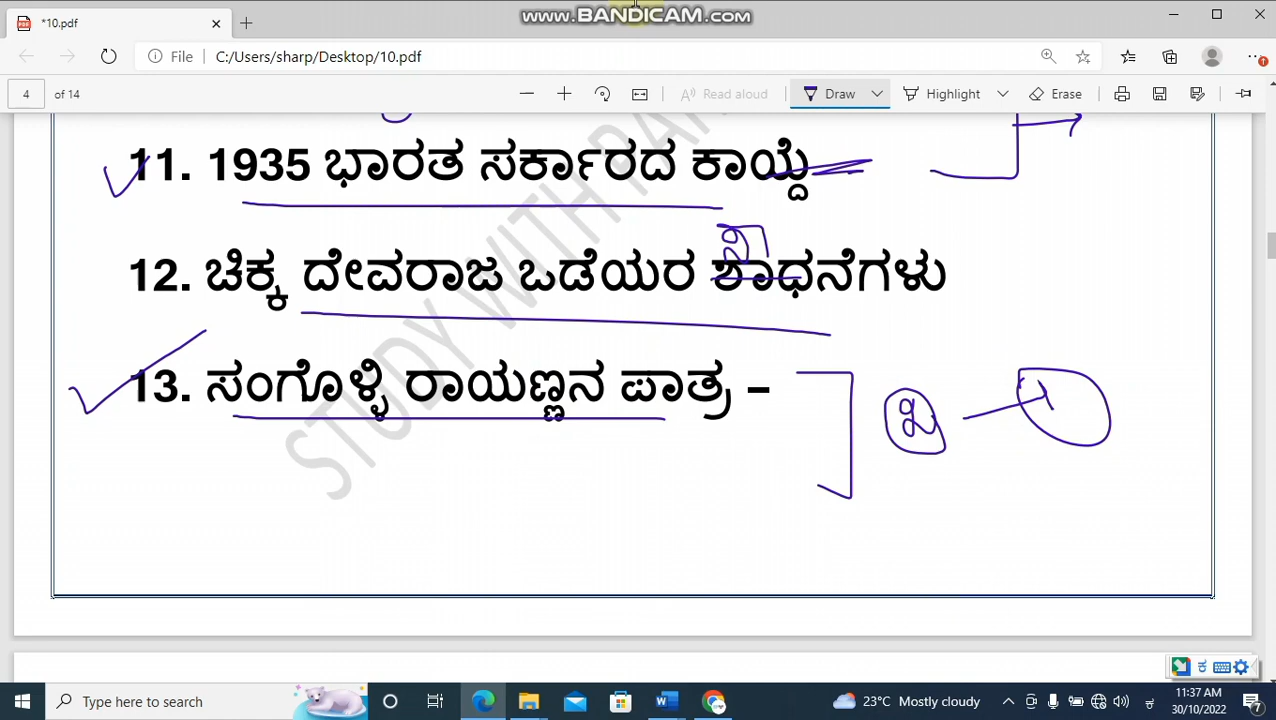 www.BANDICAM.com
*10.pdf
File C:/Users/sharp/Desktop/10.pdf
4 of 14 Read aloud Draw Highlight Erase
11. 1935 ಭಾರತ ಸರ್ಕಾರದ ಕಾಯ್ದೆ
12. ಚಿಕ್ಕ ದೇವರಾಜ ಒಡೆಯರ ಶಾಧನೆಗಳು
13. ಸಂಗೊಳ್ಳಿ ರಾಯಣ್ಣನ ಪಾತ್ರ –
STUDY WITH
Type here to search 23°C Mostly cloudy 11:37 AM
30/10/2022